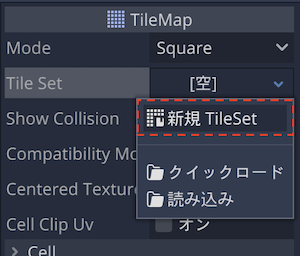 TileMap
Mode Square
Tile Set [空]
Show Collision 新規 TileSet
Compatibility Mo
Centered Texture クイックロード
読み込み
Cell Clip Uv オン
Cell